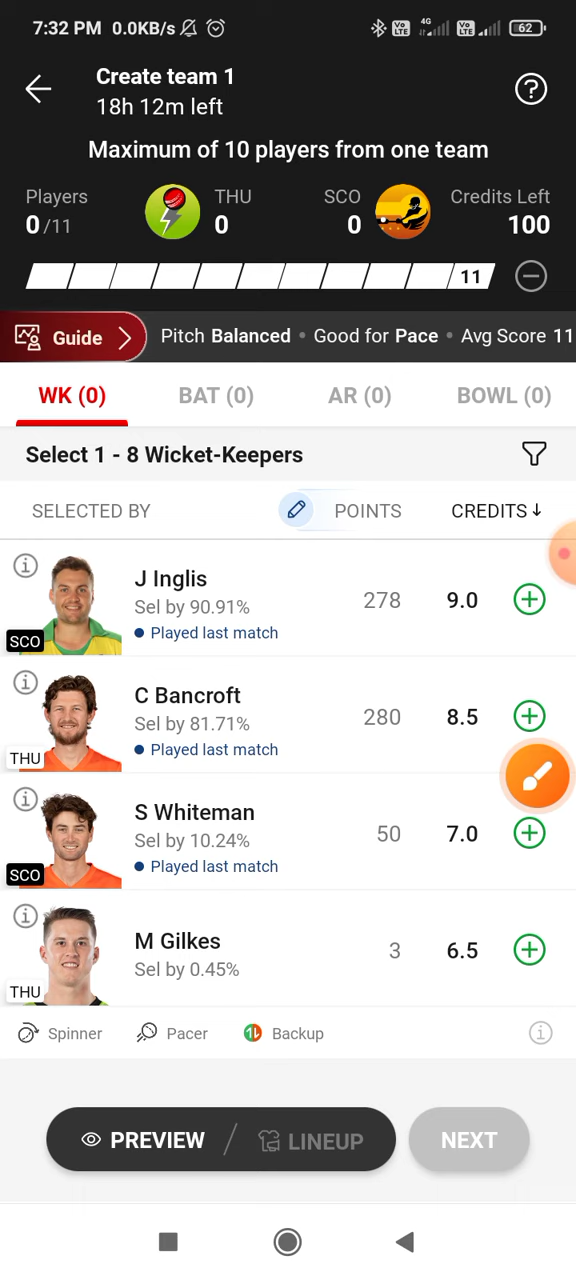 7:32 PM 0.0KB/s 4G Vo LTE Vo LTE 62
Create team 1
18h 12m left
Maximum of 10 players from one team
Players THU SCO Credits Left
0/11 0 0 100
11
Guide Pitch Balanced • Good for Pace • Avg Score 11
WK (0) BAT (0) AR (0) BOWL (0)
Select 1 - 8 Wicket-Keepers
SELECTED BY POINTS CREDITS↓
J Inglis
Sel by 90.91% 278 9.0
SCO • Played last match
C Bancroft
Sel by 81.71% 280 8.5
THU • Played last match
S Whiteman
Sel by 10.24% 50 7.0
SCO • Played last match
M Gilkes
Sel by 0.45% 3 6.5
THU
Spinner Pacer Backup
PREVIEW / LINEUP NEXT